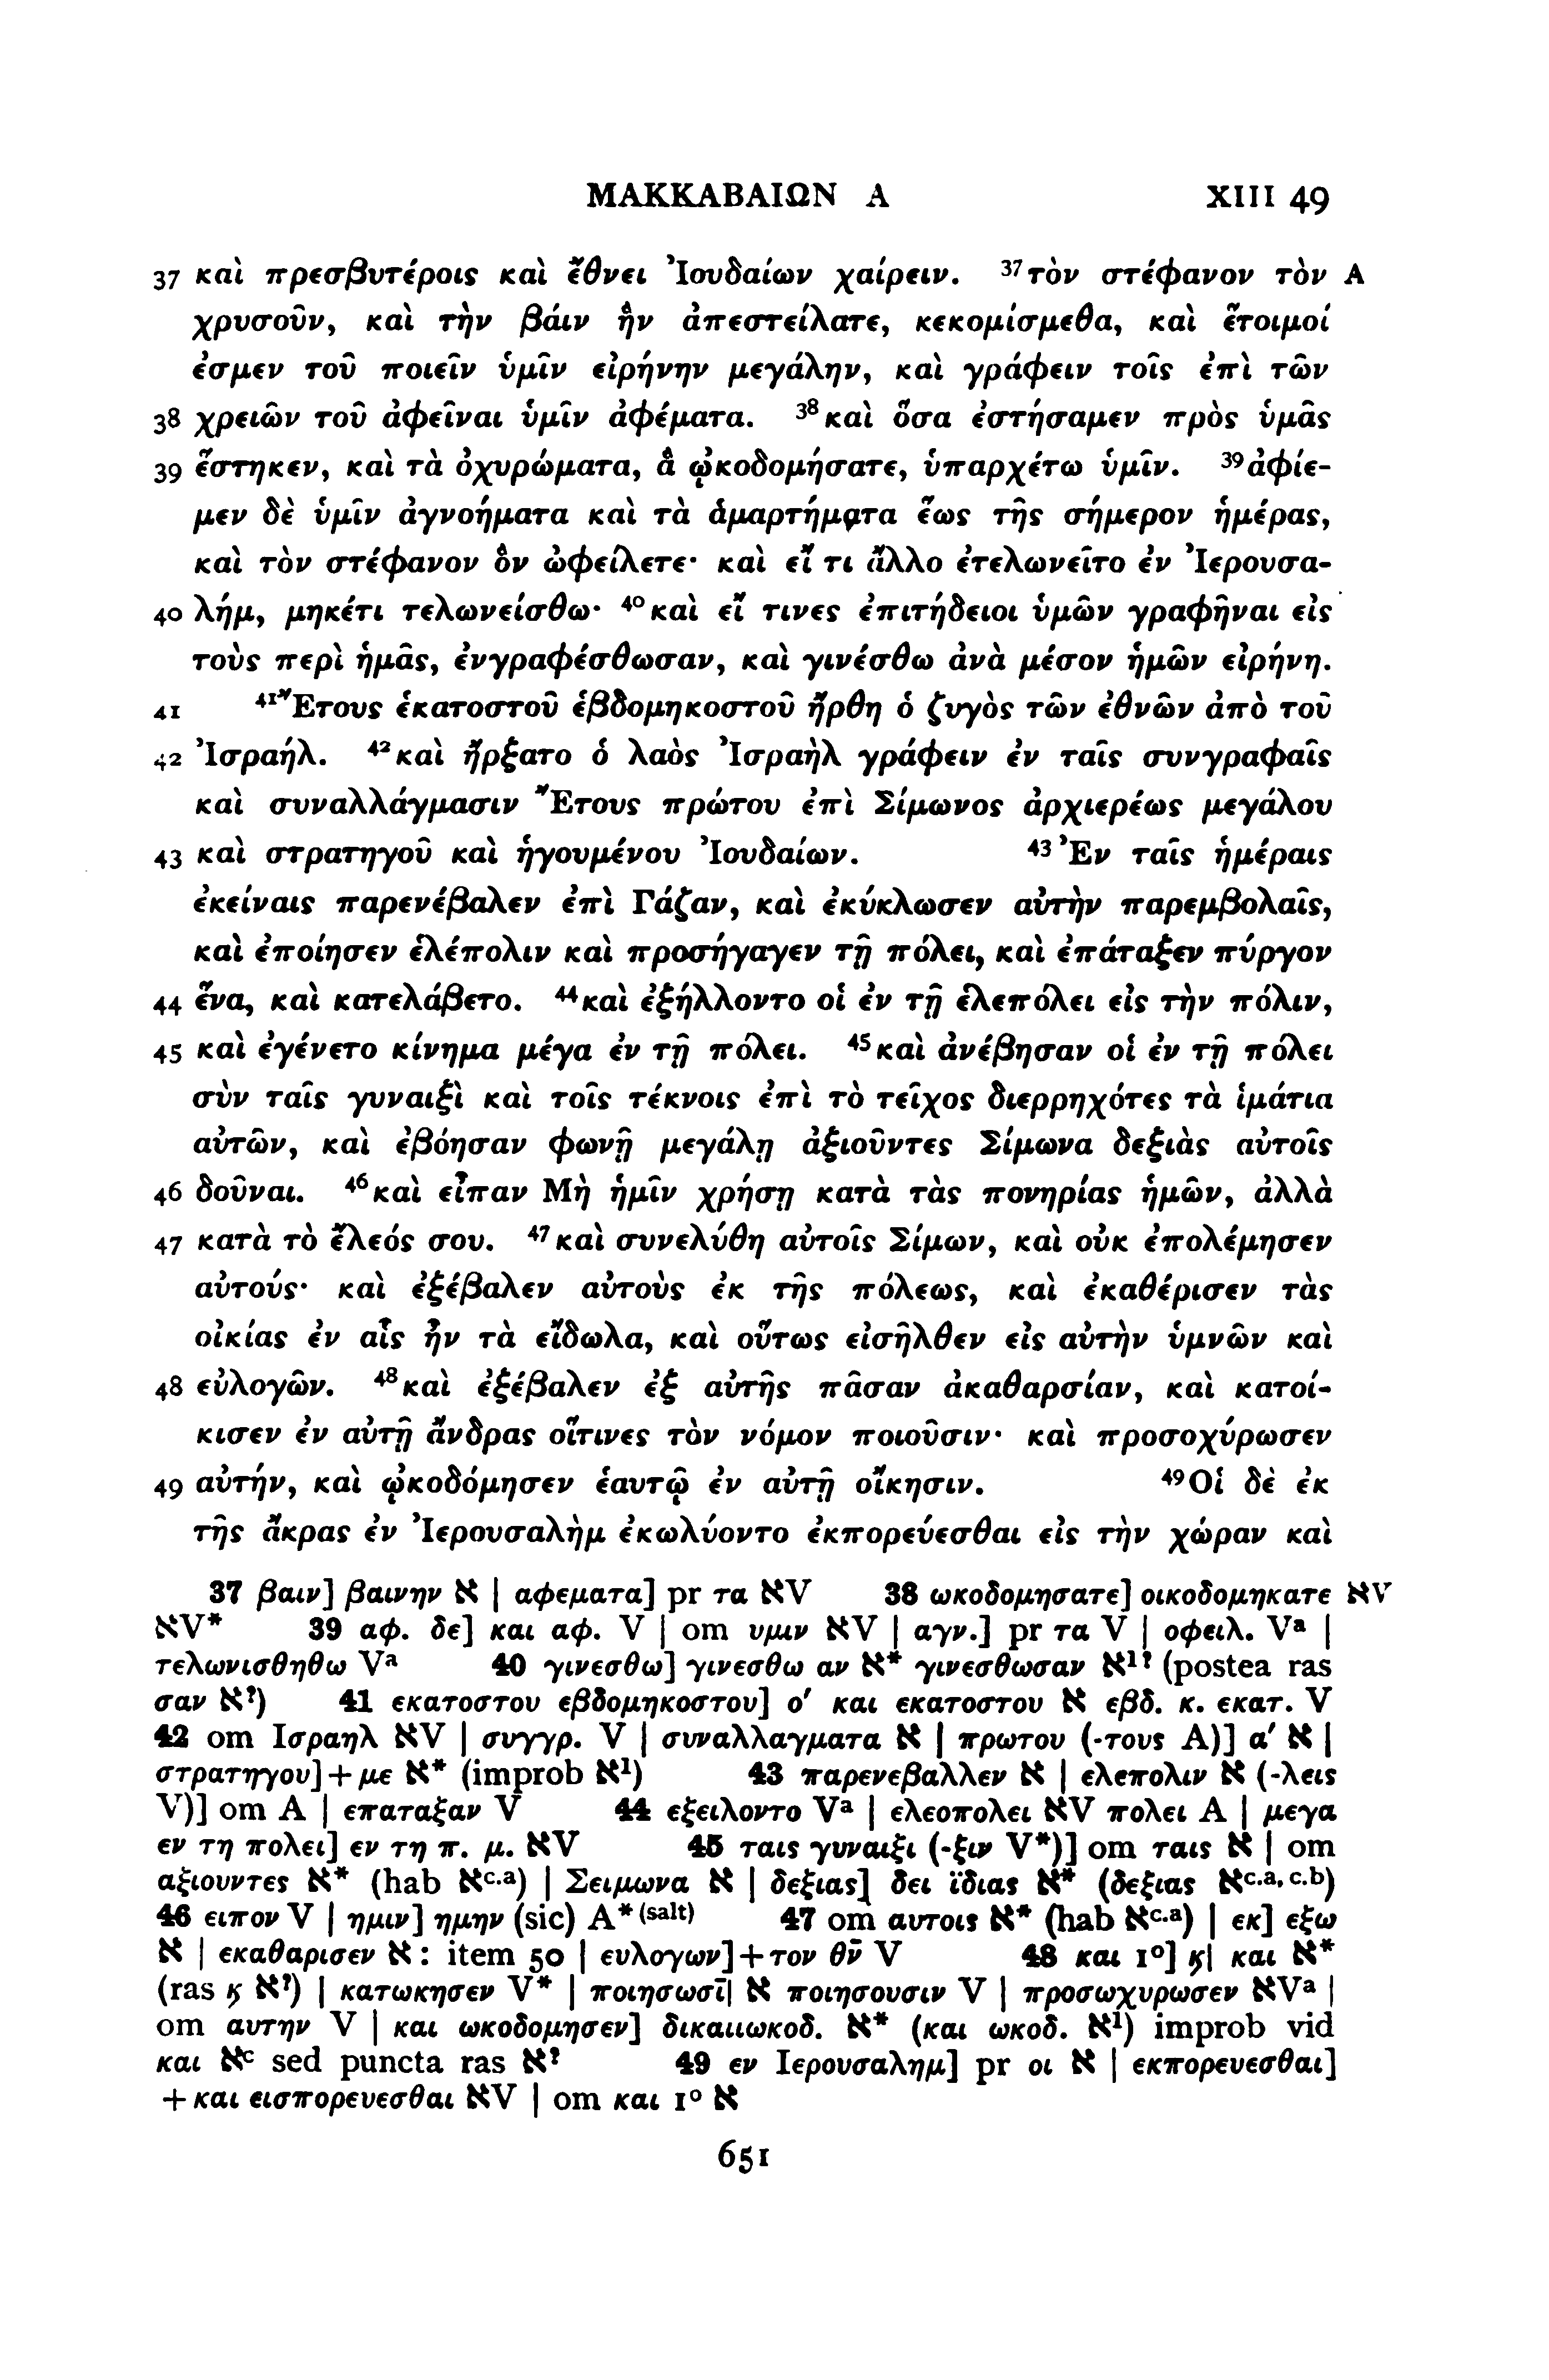 ΜΑΚΚΑΒΑΙΩΝ Α XIII 49
37 καὶ πρεσβυτέροις καὶ ἔθνει Ἰουδαίων χαίρειν. ³⁷τὸν στέφανον τὸν A
χρυσοῦν, καὶ τὴν βάιν ἣν ἀπεστείλατε, κεκομίσμεθα, καὶ ἕτοιμοί
ἐσμεν τοῦ ποιεῖν ὑμῖν εἰρήνην μεγάλην, καὶ γράφειν τοῖς ἐπὶ τῶν
38 χρειῶν τοῦ ἀφεῖναι ὑμῖν ἀφέματα. ³⁸καὶ ὅσα ἐστήσαμεν πρὸς ὑμᾶς
39 ἕστηκεν, καὶ τὰ ὀχυρώματα, ἃ ᾠκοδομήσατε, ὑπαρχέτω ὑμῖν. ³⁹ἀφίε-
μεν δὲ ὑμῖν ἀγνοήματα καὶ τὰ ἁμαρτήματα ἕως τῆς σήμερον ἡμέρας,
καὶ τὸν στέφανον ὃν ὠφείλετε· καὶ εἴ τι ἄλλο ἐτελωνεῖτο ἐν Ἰερουσα-
40 λήμ, μηκέτι τελωνείσθω· ⁴⁰καὶ εἴ τινες ἐπιτήδειοι ὑμῶν γραφῆναι εἰς
τοὺς περὶ ἡμᾶς, ἐνγραφέσθωσαν, καὶ γινέσθω ἀνὰ μέσον ἡμῶν εἰρήνη.
41 ⁴¹Ἔτους ἑκατοστοῦ ἑβδομηκοστοῦ ἤρθη ὁ ζυγὸς τῶν ἐθνῶν ἀπὸ τοῦ
42 Ἰσραήλ. ⁴²καὶ ἤρξατο ὁ λαὸς Ἰσραὴλ γράφειν ἐν ταῖς συνγραφαῖς
καὶ συναλλάγμασιν Ἔτους πρώτου ἐπὶ Σίμωνος ἀρχιερέως μεγάλου
43 καὶ στρατηγοῦ καὶ ἡγουμένου Ἰουδαίων. ⁴³Ἐν ταῖς ἡμέραις
ἐκείναις παρενέβαλεν ἐπὶ Γάζαν, καὶ ἐκύκλωσεν αὐτὴν παρεμβολαῖς,
καὶ ἐποίησεν ἑλέπολιν καὶ προσήγαγεν τῇ πόλει, καὶ ἐπάταξεν πύργον
44 ἕνα, καὶ κατελάβετο. ⁴⁴καὶ ἐξήλλοντο οἱ ἐν τῇ ἑλεπόλει εἰς τὴν πόλιν,
45 καὶ ἐγένετο κίνημα μέγα ἐν τῇ πόλει. ⁴⁵καὶ ἀνέβησαν οἱ ἐν τῇ πόλει
σὺν ταῖς γυναιξὶ καὶ τοῖς τέκνοις ἐπὶ τὸ τεῖχος διερρηχότες τὰ ἱμάτια
αὐτῶν, καὶ ἐβόησαν φωνῇ μεγάλῃ ἀξιοῦντες Σίμωνα δεξιὰς αὐτοῖς
46 δοῦναι. ⁴⁶καὶ εἶπαν Μὴ ἡμῖν χρήσῃ κατὰ τὰς πονηρίας ἡμῶν, ἀλλὰ
47 κατὰ τὸ ἔλεός σου. ⁴⁷καὶ συνελύθη αὐτοῖς Σίμων, καὶ οὐκ ἐπολέμησεν
αὐτούς· καὶ ἐξέβαλεν αὐτοὺς ἐκ τῆς πόλεως, καὶ ἐκαθέρισεν τὰς
οἰκίας ἐν αἷς ἦν τὰ εἴδωλα, καὶ οὕτως εἰσῆλθεν εἰς αὐτὴν ὑμνῶν καὶ
48 εὐλογῶν. ⁴⁸καὶ ἐξέβαλεν ἐξ αὐτῆς πᾶσαν ἀκαθαρσίαν, καὶ κατοί-
κισεν ἐν αὐτῇ ἄνδρας οἵτινες τὸν νόμον ποιοῦσιν· καὶ προσοχύρωσεν
49 αὐτήν, καὶ ᾠκοδόμησεν ἑαυτῷ ἐν αὐτῇ οἴκησιν. ⁴⁹Οἱ δὲ ἐκ
τῆς ἄκρας ἐν Ἰερουσαλὴμ ἐκωλύοντο ἐκπορεύεσθαι εἰς τὴν χώραν καὶ
37 βαιν] βαινην א | αφεματα] pr τα אV 38 ωκοδομησατε] οικοδομηκατε אV
אV* 39 αφ. δε] και αφ. V | om υμιν אV | αγν.] pr τα V | οφειλ. Vᵃ |
τελωνισθηθω Vᵃ 40 γινεσθω] γινεσθω αν א* γινεσθωσαν א¹ˀ (postea ras
σαν אˀ) 41 εκατοστου εβδομηκοστου] ο′ και εκατοστου א εβδ. κ. εκατ. V
42 om Ισραηλ אV | συγγρ. V | συναλλαγματα א | πρωτου (-τους A)] α′ א |
στρατηγου]+με א* (improb א¹) 43 παρενεβαλλεν א | ελεπολιν א (-λεις
V)] om A | επαταξαν V 44 εξειλοντο Vᵃ | ελεοπολει אV πολει A | μεγα
εν τη πολει] εν τη π. μ. אV 45 ταις γυναιξι (-ξιν V*)] om ταις א | om
αξιουντες א* (hab אᶜ·ᵃ) | Σειμωνα א | δεξιας] δει ϊδιας א* (δεξιας אᶜ·ᵃ·ᶜ·ᵇ)
46 ειπον V | ημιν] ημην (sic) A*⁽ˢᵃˡᵗ⁾ 47 om αυτοις א* (hab אᶜ·ᵃ) | εκ] εξω
א | εκαθαρισεν א: item 50 | ευλογων]+τον θν̄ V 48 και 1º] ϗ| και א*
(ras ϗ אˀ) | κατωκησεν V* | ποιησωσῑ| א ποιησουσιν V | προσωχυρωσεν אVᵃ |
om αυτην V | και ωκοδομησεν] δικαιιωκοδ. א* (και ωκοδ. א¹) improb vid
και אᶜ sed puncta ras אˀ 49 εν Ιερουσαλημ] pr οι א | εκπορευεσθαι]
+και εισπορευεσθαι אV | om και 1º א
651